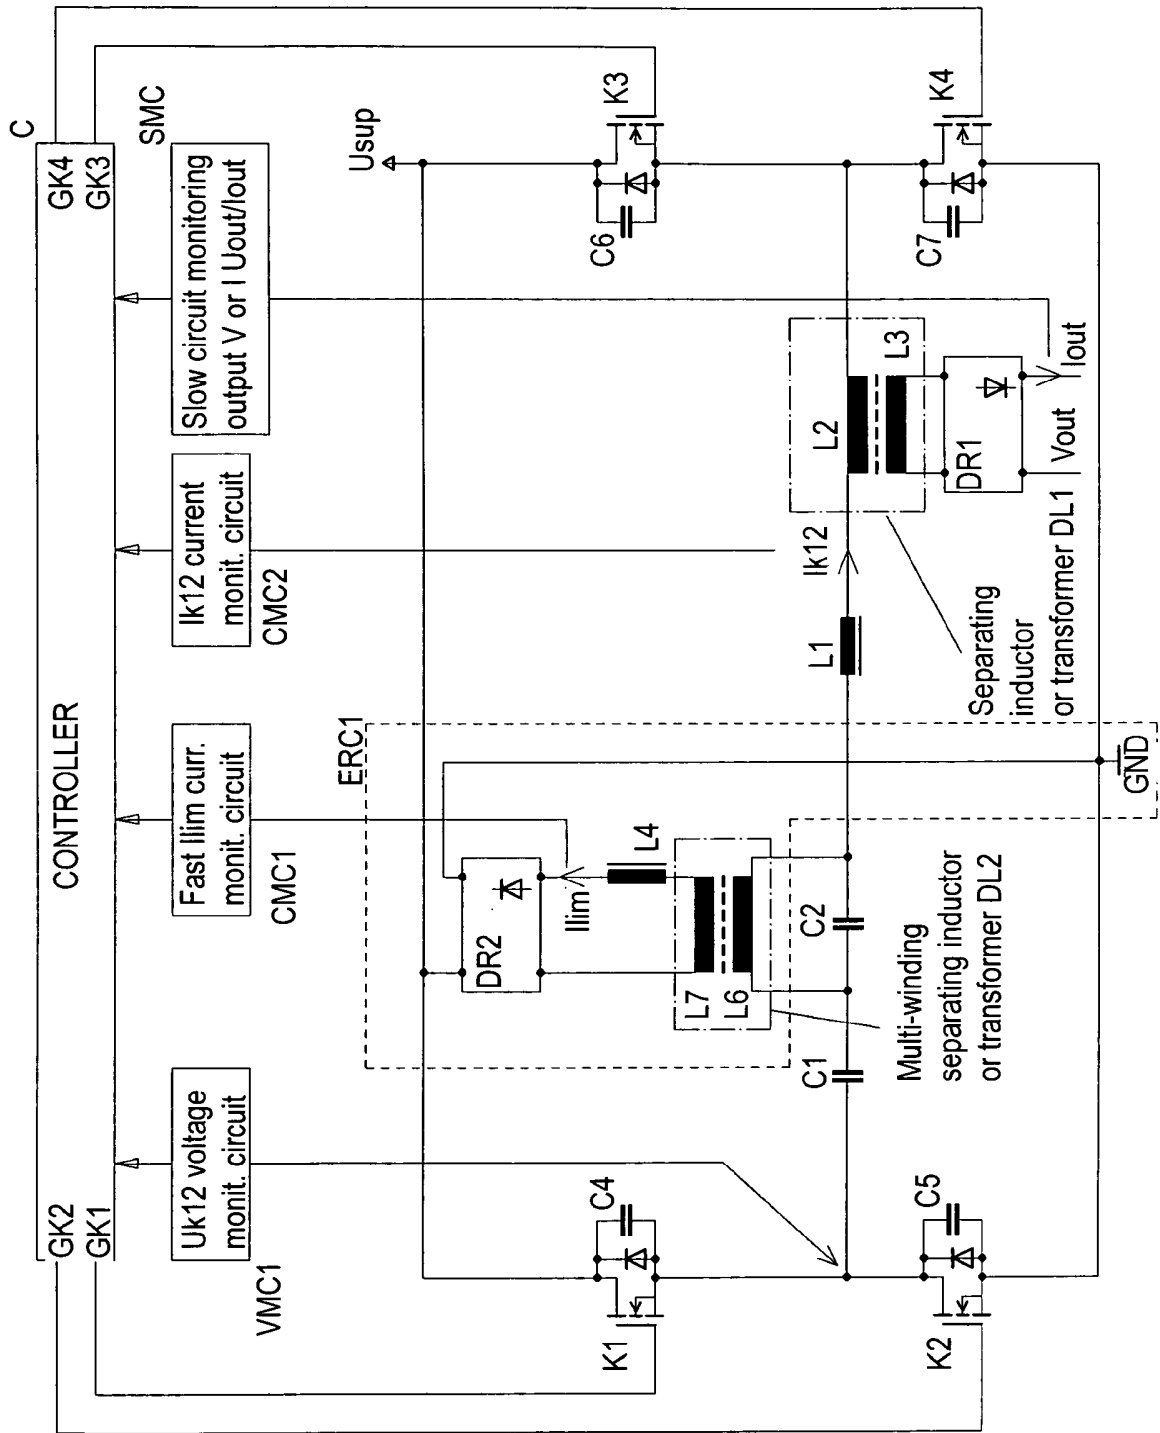 C
CONTROLLER
GK2
GK1
GK4
GK3
VMC1
Uk12 voltage
monit. circuit
Fast Ilim curr.
monit. circuit
CMC1
Ik12 current
monit. circuit
CMC2
Slow circuit monitoring
output V or I Uout/Iout
SMC
ERC1
Usup
DR2
Ilim
L4
L7
L6
K1
C4
K3
C6
C1
C2
L1
Ik12
L2
L3
DR1
Vout
Iout
K2
C5
K4
C7
Multi-winding
separating inductor
or transformer DL2
Separating
inductor
or transformer DL1
GND